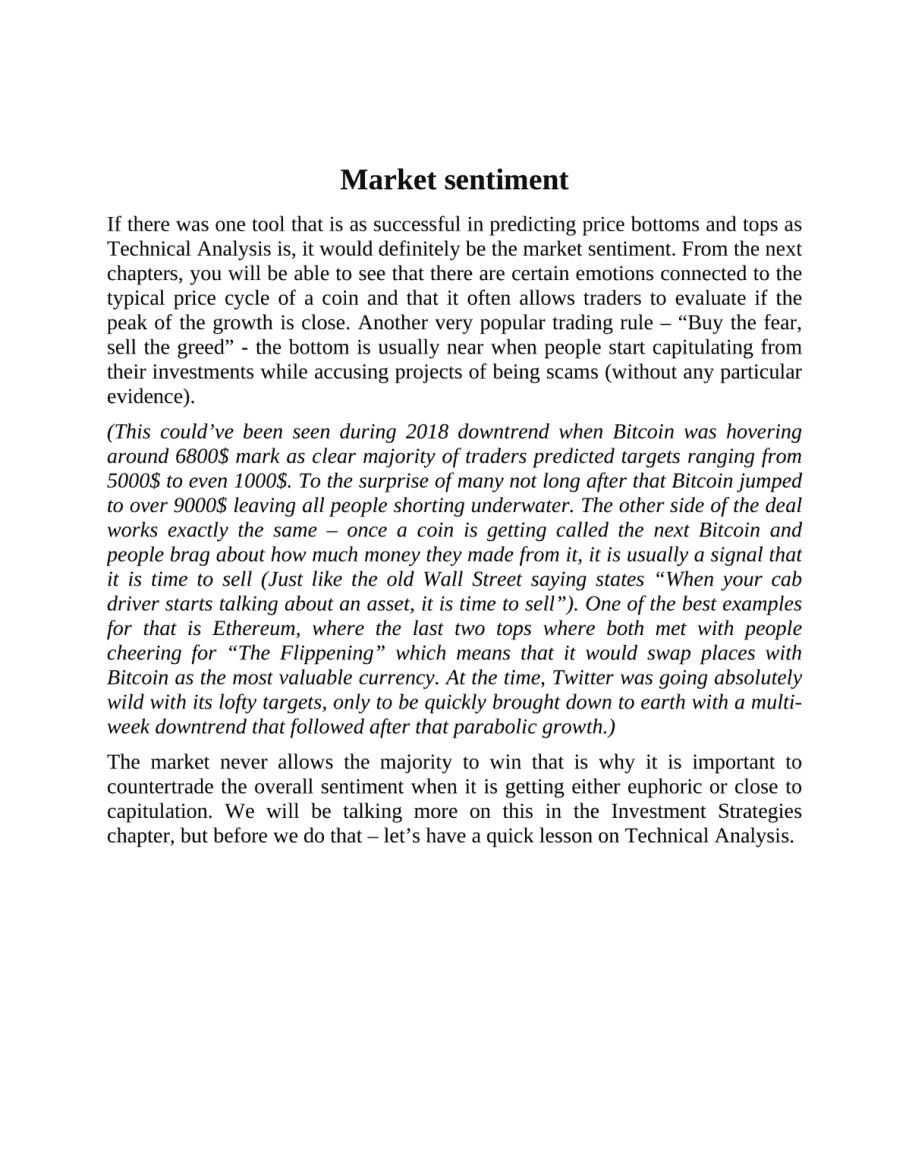 Market sentiment
If there was one tool that is as successful in predicting price bottoms and tops as
Technical Analysis is, it would definitely be the market sentiment. From the next
chapters, you will be able to see that there are certain emotions connected to the
typical price cycle of a coin and that it often allows traders to evaluate if the
peak of the growth is close. Another very popular trading rule – “Buy the fear,
sell the greed” - the bottom is usually near when people start capitulating from
their investments while accusing projects of being scams (without any particular
evidence).
(This could’ve been seen during 2018 downtrend when Bitcoin was hovering
around 6800$ mark as clear majority of traders predicted targets ranging from
5000$ to even 1000$. To the surprise of many not long after that Bitcoin jumped
to over 9000$ leaving all people shorting underwater. The other side of the deal
works exactly the same – once a coin is getting called the next Bitcoin and
people brag about how much money they made from it, it is usually a signal that
it is time to sell (Just like the old Wall Street saying states “When your cab
driver starts talking about an asset, it is time to sell”). One of the best examples
for that is Ethereum, where the last two tops where both met with people
cheering for “The Flippening” which means that it would swap places with
Bitcoin as the most valuable currency. At the time, Twitter was going absolutely
wild with its lofty targets, only to be quickly brought down to earth with a multi-
week downtrend that followed after that parabolic growth.)
The market never allows the majority to win that is why it is important to
countertrade the overall sentiment when it is getting either euphoric or close to
capitulation. We will be talking more on this in the Investment Strategies
chapter, but before we do that – let’s have a quick lesson on Technical Analysis.